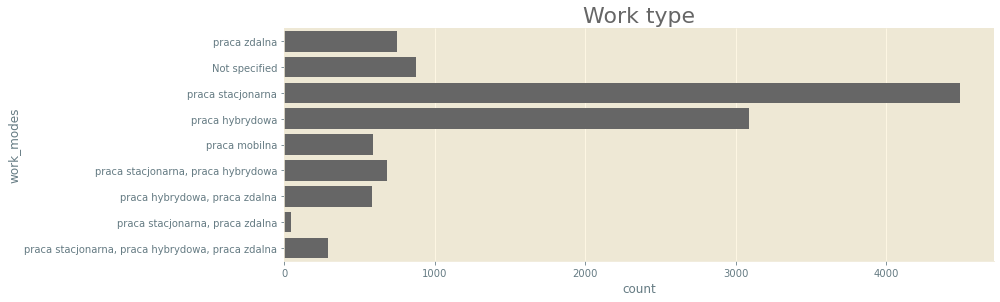 Work type
work_modes
praca zdalna
Not specified
praca stacjonarna
praca hybrydowa
praca mobilna
praca stacjonarna, praca hybrydowa
praca hybrydowa, praca zdalna
praca stacjonarna, praca zdalna
praca stacjonarna, praca hybrydowa, praca zdalna
0 1000 2000 3000 4000
count